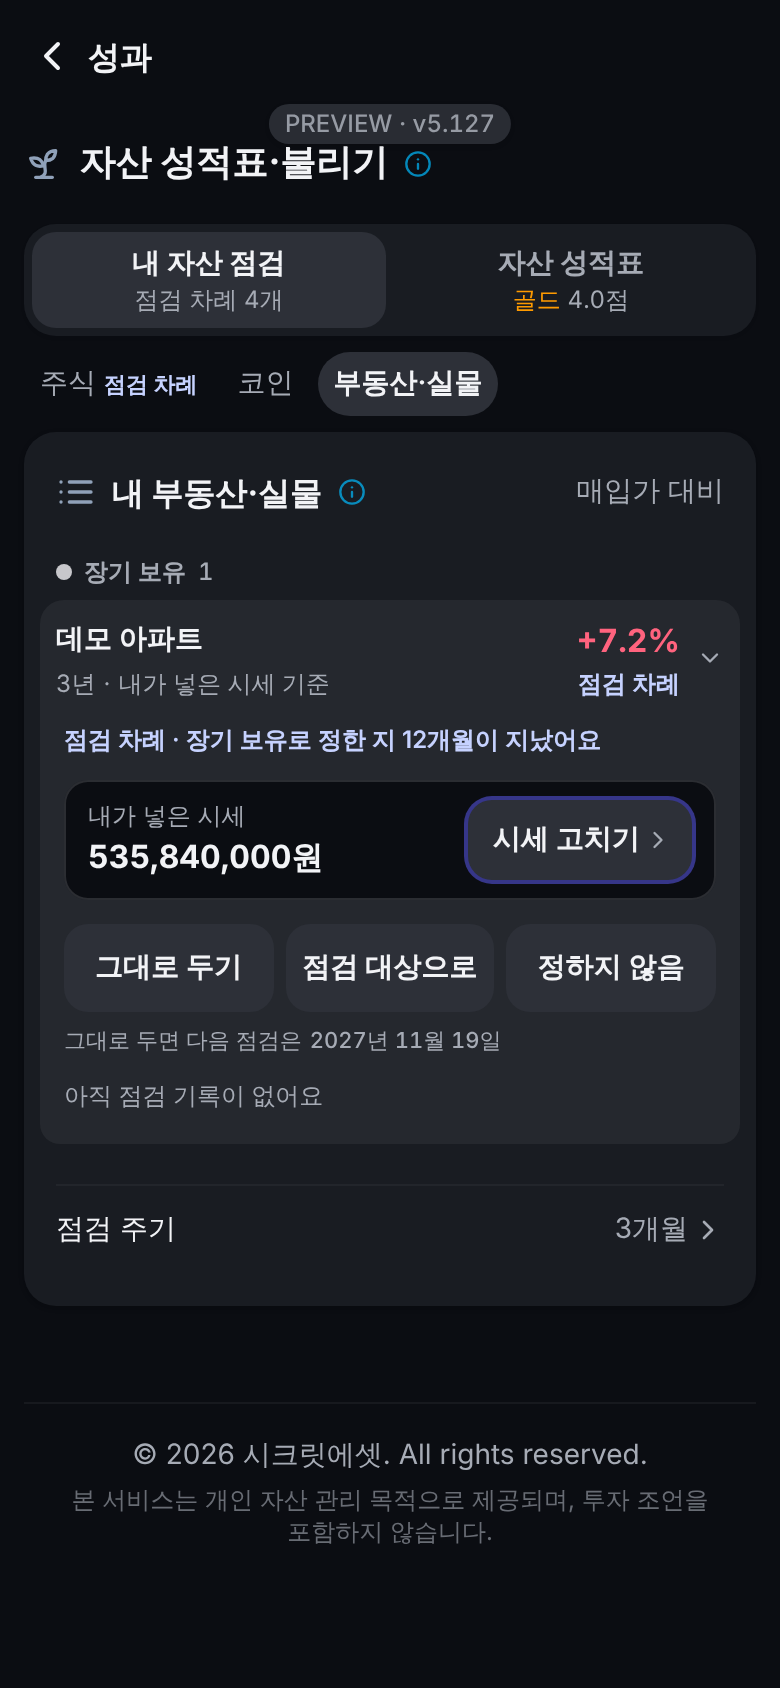 성과
PREVIEW · v5.127
자산 성적표·불리기
내 자산 점검
점검 차례 4개
자산 성적표
골드 4.0점
주식 점검 차례 코인 부동산·실물
내 부동산·실물
매입가 대비
장기 보유 1
데모 아파트
+7.2%
3년 · 내가 넣은 시세 기준
점검 차례
점검 차례 · 장기 보유로 정한 지 12개월이 지났어요
내가 넣은 시세
535,840,000원
시세 고치기
그대로 두기 점검 대상으로 정하지 않음
그대로 두면 다음 점검은 2027년 11월 19일
아직 점검 기록이 없어요
점검 주기 3개월
© 2026 시크릿에셋. All rights reserved.
본 서비스는 개인 자산 관리 목적으로 제공되며, 투자 조언을
포함하지 않습니다.